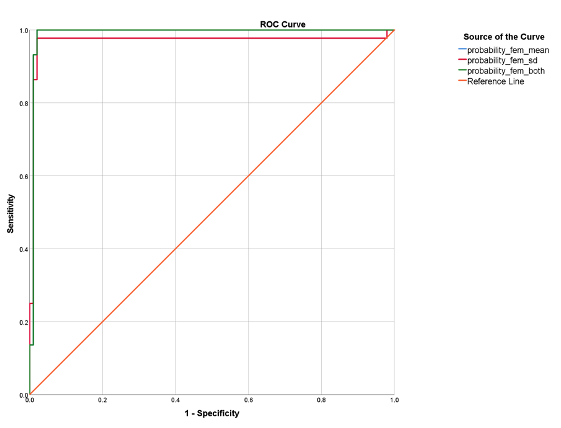 ROC Curve
Source of the Curve
probability_fem_mean
probability_fem_sd
probability_fem_both
Reference Line
Sensitivity
1.0
0.8
0.6
0.4
0.2
0.0
0.0 0.2 0.4 0.6 0.8 1.0
1 - Specificity